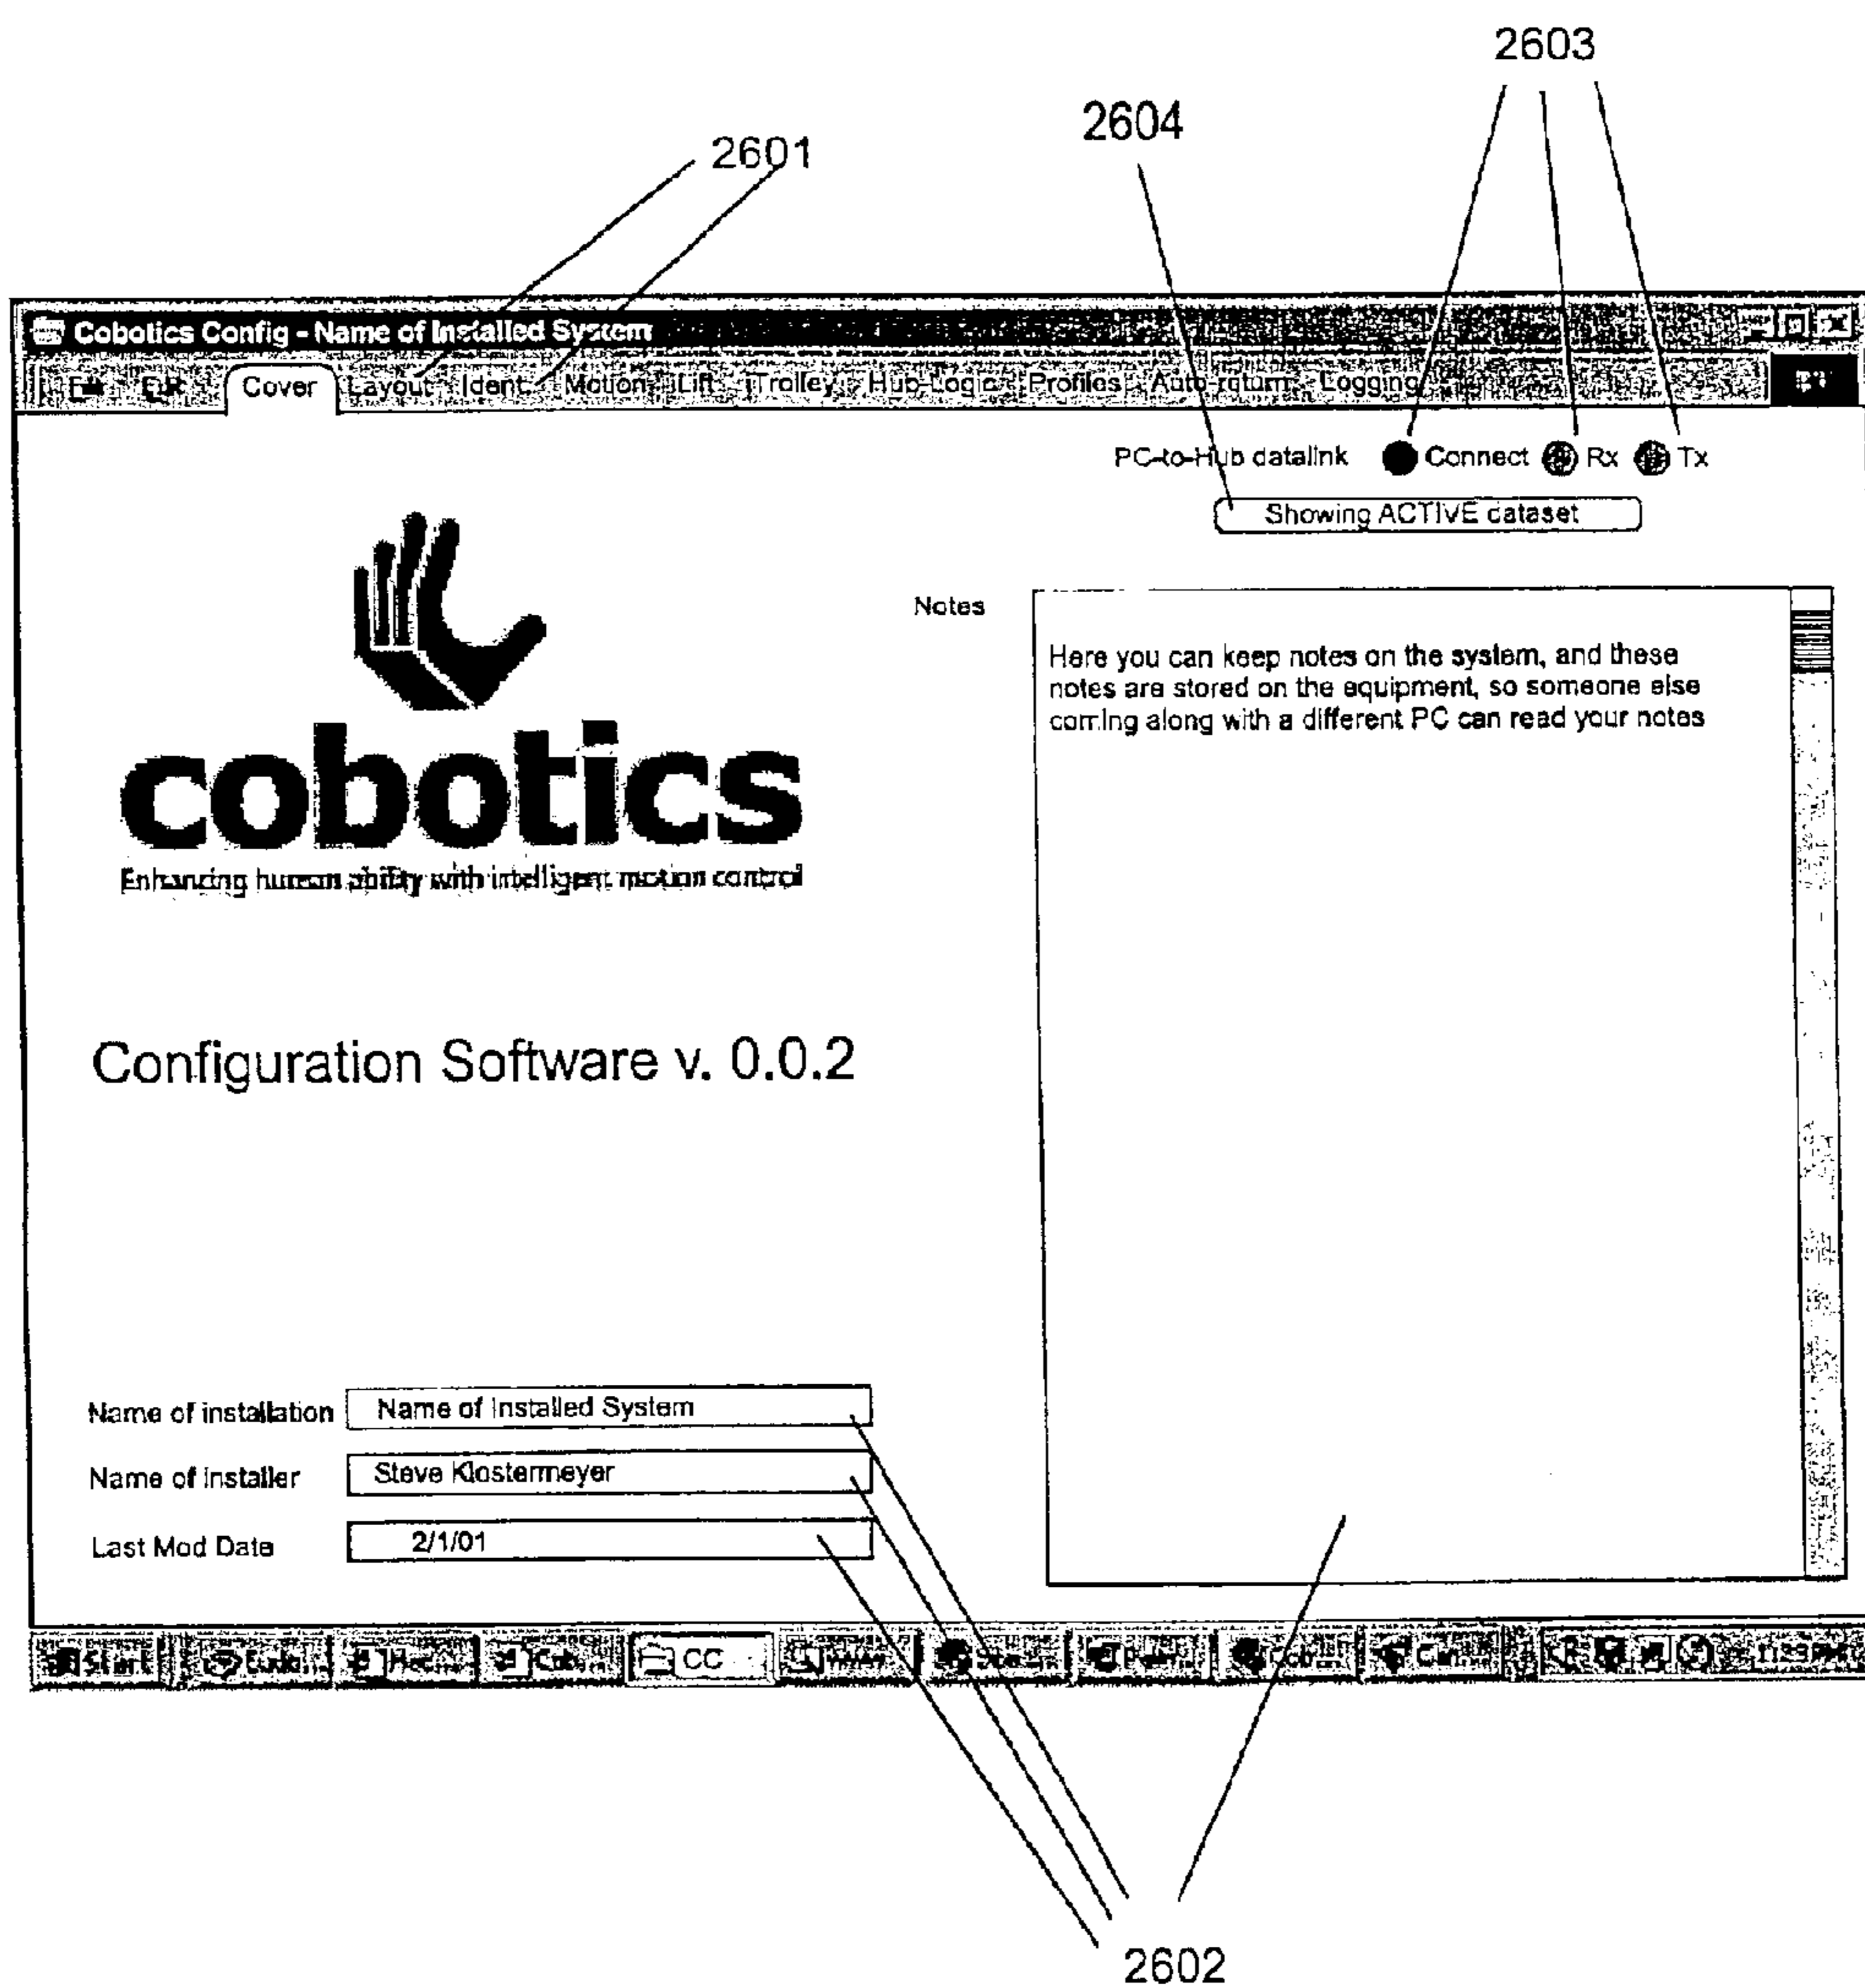 2603
2604
2601
Cobotics Config - Name of Installed System
Cover Layout Ident Motion Lift Trolley Hub-Logic Profiles Auto-return Logging
PC-to-Hub datalink Connect Rx Tx
Showing ACTIVE dataset
Notes
Here you can keep notes on the system, and these
notes are stored on the equipment, so someone else
coming along with a different PC can read your notes
cobotics
Enhancing human ability with intelligent motion control
Configuration Software v. 0.0.2
Name of installation Name of Installed System
Name of installer Steve Klostermeyer
Last Mod Date 2/1/01
Start CC
2602